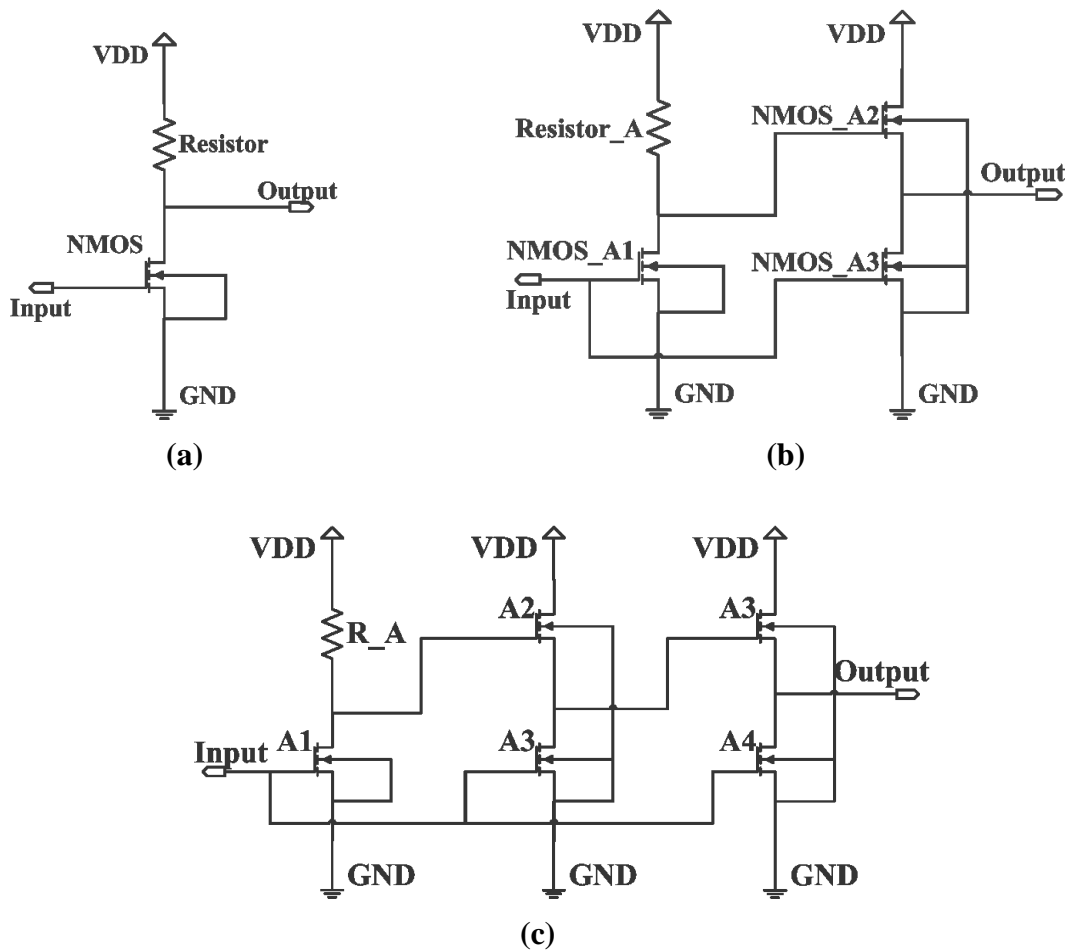 VDD
Resistor
Output
NMOS
Input
GND
(a)
VDD
VDD
Resistor_A
NMOS_A2
Output
NMOS_A1
NMOS_A3
Input
GND
GND
(b)
VDD
VDD
VDD
R_A
A2
A3
Output
Input
A1
A3
A4
GND
GND
GND
(c)